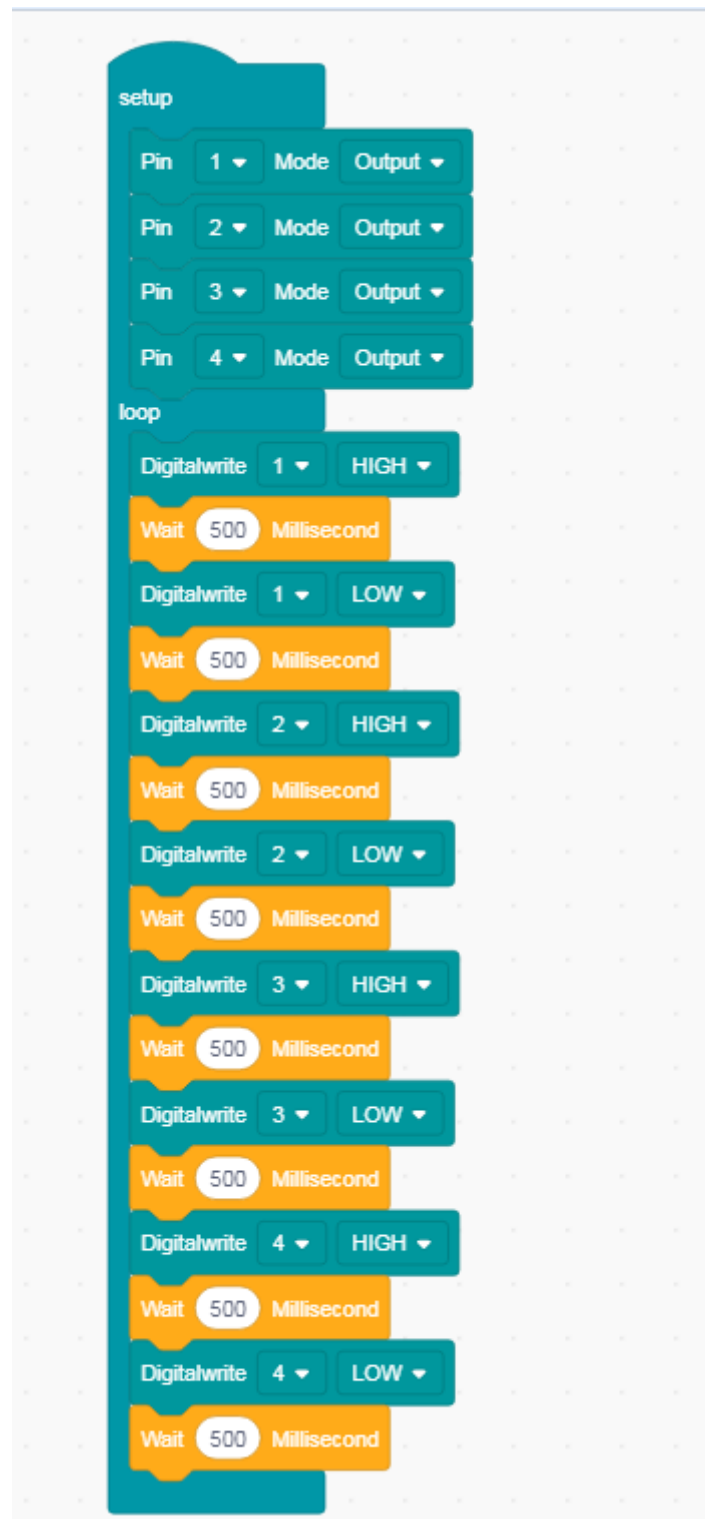 setup
Pin 1 Mode Output
Pin 2 Mode Output
Pin 3 Mode Output
Pin 4 Mode Output
loop
Digitalwrite 1 HIGH
Wait 500 Millisecond
Digitalwrite 1 LOW
Wait 500 Millisecond
Digitalwrite 2 HIGH
Wait 500 Millisecond
Digitalwrite 2 LOW
Wait 500 Millisecond
Digitalwrite 3 HIGH
Wait 500 Millisecond
Digitalwrite 3 LOW
Wait 500 Millisecond
Digitalwrite 4 HIGH
Wait 500 Millisecond
Digitalwrite 4 LOW
Wait 500 Millisecond